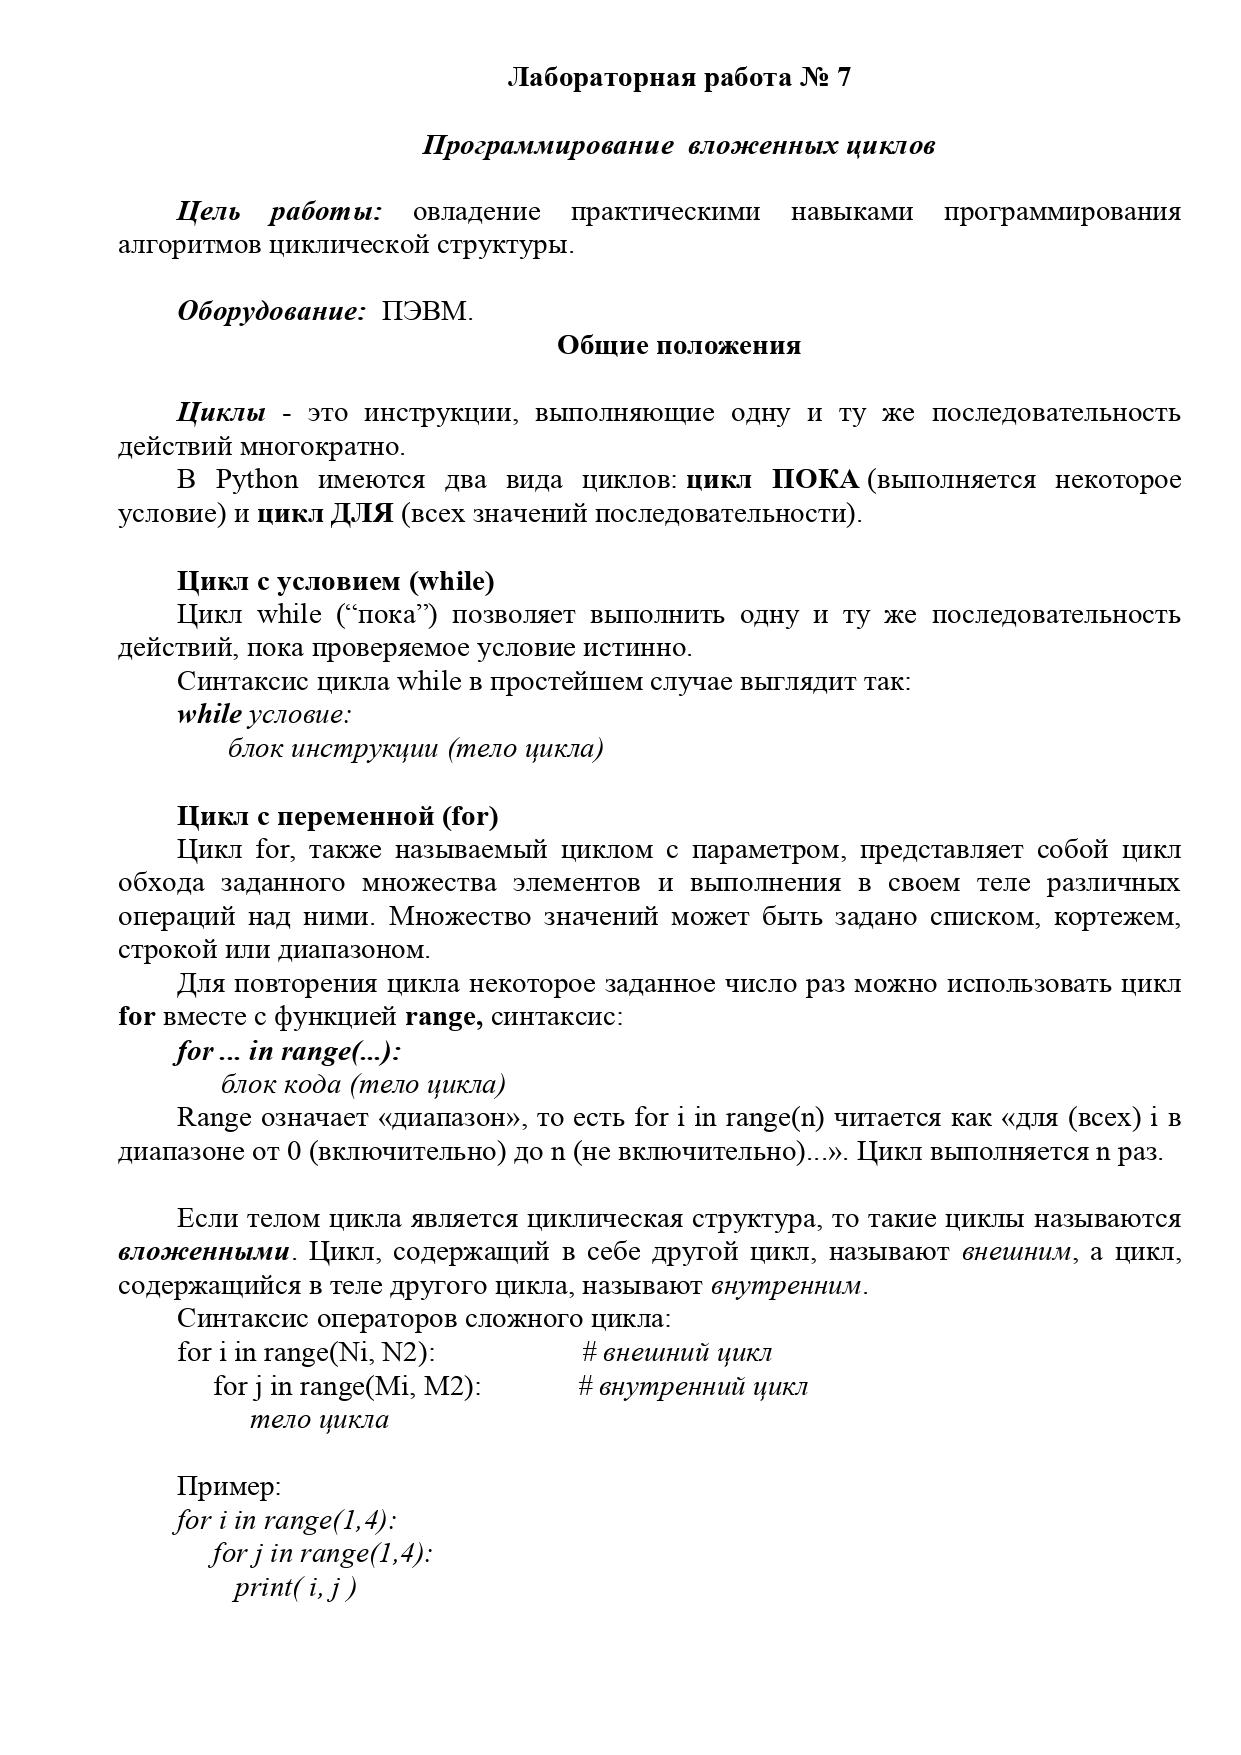 Лабораторная работа № 7
Программирование вложенных циклов
Цель работы: овладение практическими навыками программирования
алгоритмов циклической структуры.
Оборудование: ПЭВМ.
Общие положения
Циклы - это инструкции, выполняющие одну и ту же последовательность
действий многократно.
В Python имеются два вида циклов: цикл ПОКА (выполняется некоторое
условие) и цикл ДЛЯ (всех значений последовательности).
Цикл с условием (while)
Цикл while (“пока”) позволяет выполнить одну и ту же последовательность
действий, пока проверяемое условие истинно.
Синтаксис цикла while в простейшем случае выглядит так:
while условие:
блок инструкции (тело цикла)
Цикл с переменной (for)
Цикл for, также называемый циклом с параметром, представляет собой цикл
обхода заданного множества элементов и выполнения в своем теле различных
операций над ними. Множество значений может быть задано списком, кортежем,
строкой или диапазоном.
Для повторения цикла некоторое заданное число раз можно использовать цикл
for вместе с функцией range, синтаксис:
for ... in range(...):
блок кода (тело цикла)
Range означает «диапазон», то есть for i in range(n) читается как «для (всех) i в
диапазоне от 0 (включительно) до n (не включительно)...». Цикл выполняется n раз.
Если телом цикла является циклическая структура, то такие циклы называются
вложенными. Цикл, содержащий в себе другой цикл, называют внешним, а цикл,
содержащийся в теле другого цикла, называют внутренним.
Синтаксис операторов сложного цикла:
for i in range(Ni, N2): # внешний цикл
for j in range(Mi, M2): # внутренний цикл
тело цикла
Пример:
for i in range(1,4):
for j in range(1,4):
print( i, j )